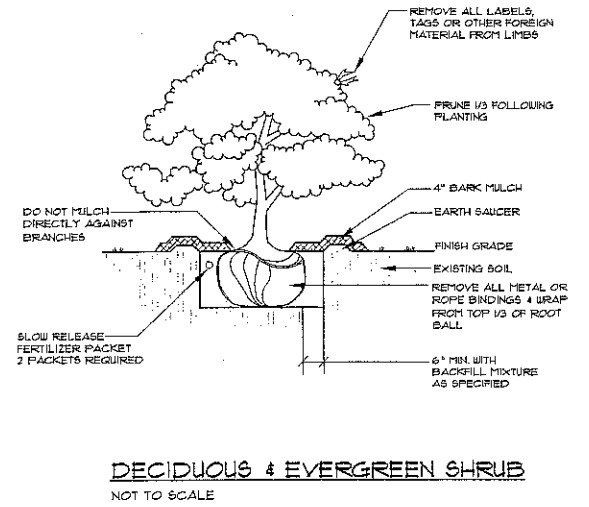 REMOVE ALL LABELS,
TAGS OR OTHER FOREIGN
MATERIAL FROM LIMBS
PRUNE 1/3 FOLLOWING
PLANTING
4" BARK MULCH
DO NOT MULCH
DIRECTLY AGAINST
BRANCHES
EARTH SAUCER
FINISH GRADE
EXISTING SOIL
REMOVE ALL METAL OR
ROPE BINDINGS & WRAP
FROM TOP 1/3 OF ROOT
BALL
SLOW RELEASE
FERTILIZER PACKET
2 PACKETS REQUIRED
6" MIN. WITH
BACKFILL MIXTURE
AS SPECIFIED
DECIDUOUS & EVERGREEN SHRUB
NOT TO SCALE